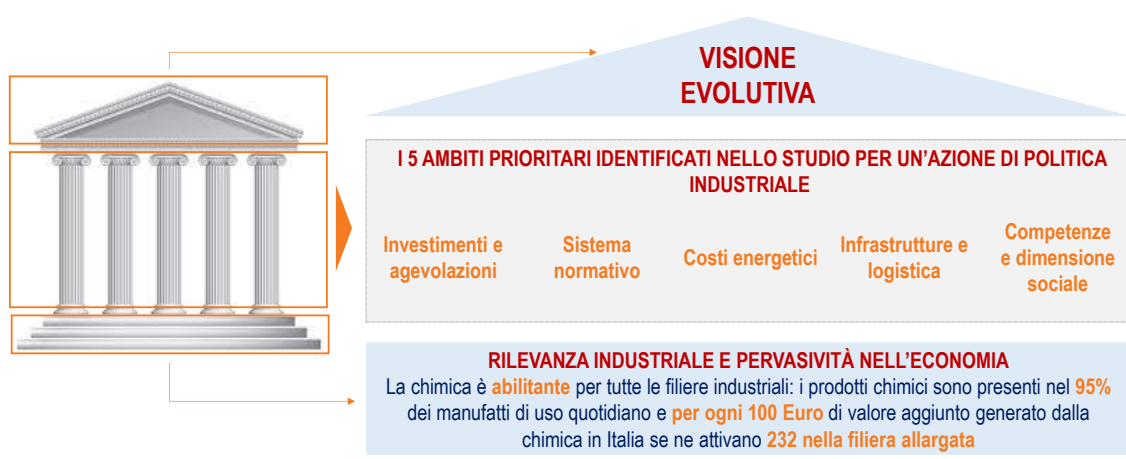 VISIONE
EVOLUTIVA
I 5 AMBITI PRIORITARI IDENTIFICATI NELLO STUDIO PER UN'AZIONE DI POLITICA
INDUSTRIALE
Investimenti e
agevolazioni
Sistema
normativo
Costi energetici
Infrastrutture e
logistica
Competenze
e dimensione
sociale
RILEVANZA INDUSTRIALE E PERVASIVITÀ NELL'ECONOMIA
La chimica è abilitante per tutte le filiere industriali: i prodotti chimici sono presenti nel 95%
dei manufatti di uso quotidiano e per ogni 100 Euro di valore aggiunto generato dalla
chimica in Italia se ne attivano 232 nella filiera allargata